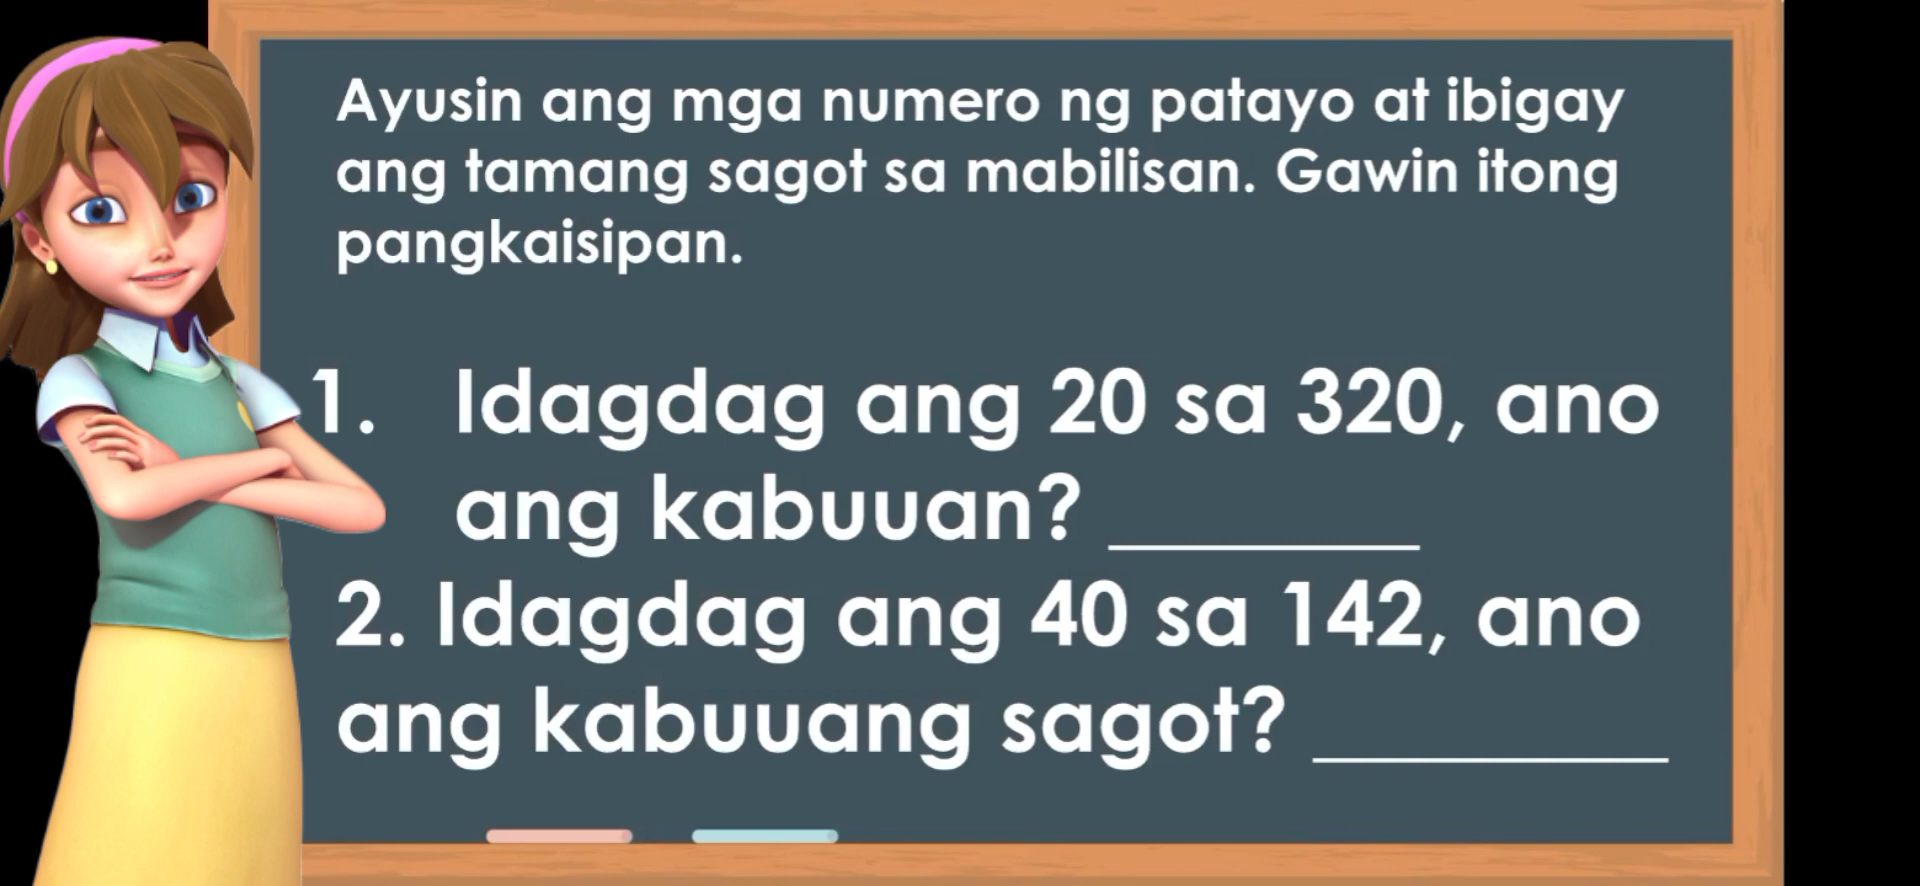 Ayusin ang mga numero ng patayo at ibigay
ang tamang sagot sa mabilisan. Gawin itong
pangkaisipan.
1. Idagdag ang 20 sa 320, ano
ang kabuuan? ________
2. Idagdag ang 40 sa 142, ano
ang kabuuang sagot? _________